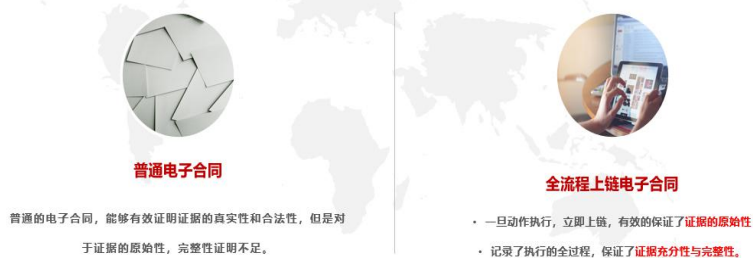 普通电子合同
普通的电子合同，能够有效证明证据的真实性和合法性，但是对
于证据的原始性，完整性证明不足。
全流程上链电子合同
• 一旦动作执行，立即上链，有效的保证了证据的原始性
• 记录了执行的全过程，保证了证据充分性与完整性。